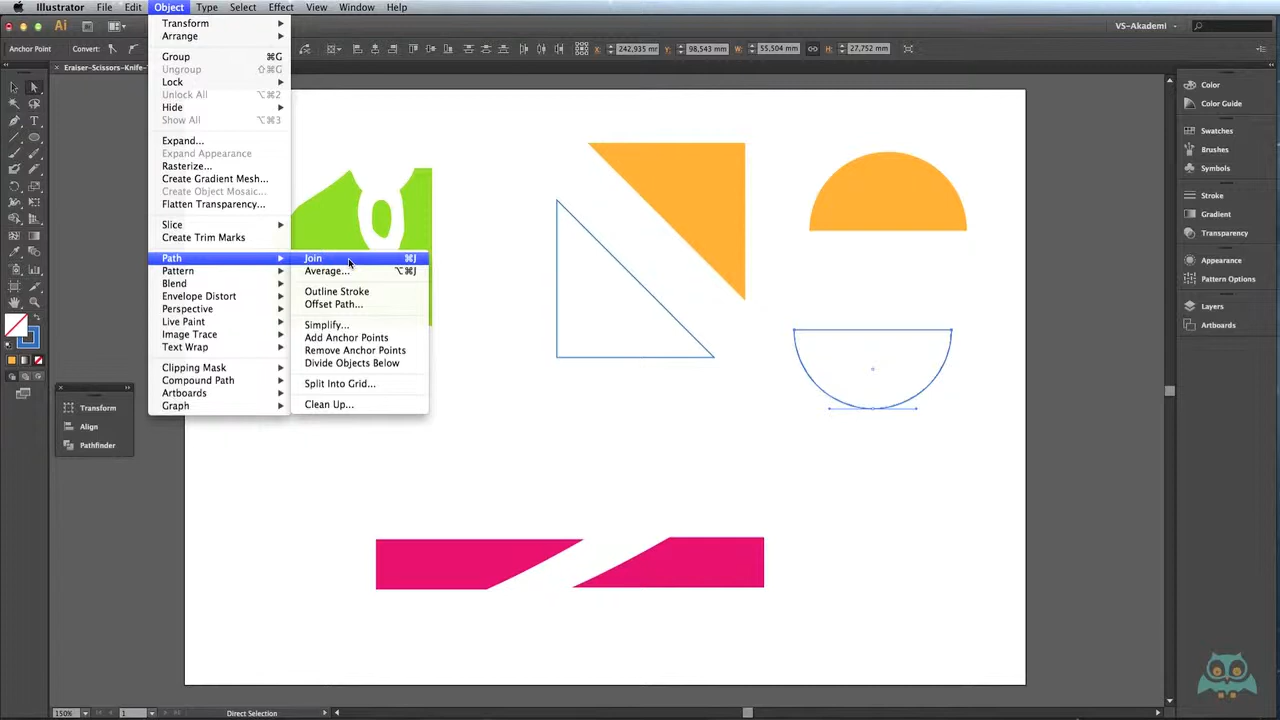 Illustrator File Edit Object Type Select Effect View Window Help
Ai VS-Akademi
Anchor Point Convert: X: 242,935 mm Y: 98,543 mm W: 55,504 mm H: 27,752 mm
Eraiser-Scissors-Knife-
Transform
Arrange
Group ⌘G
Ungroup ⇧⌘G
Lock
Unlock All ⌥⌘2
Hide
Show All ⌥⌘3
Expand...
Expand Appearance
Rasterize...
Create Gradient Mesh...
Create Object Mosaic...
Flatten Transparency...
Slice
Create Trim Marks
Path
Pattern
Blend
Envelope Distort
Perspective
Live Paint
Image Trace
Text Wrap
Clipping Mask
Compound Path
Artboards
Graph
Join ⌘J
Average... ⌥⌘J
Outline Stroke
Offset Path...
Simplify...
Add Anchor Points
Remove Anchor Points
Divide Objects Below
Split Into Grid...
Clean Up...
Transform
Align
Pathfinder
Color
Color Guide
Swatches
Brushes
Symbols
Stroke
Gradient
Transparency
Appearance
Pattern Options
Layers
Artboards
150% 1 Direct Selection